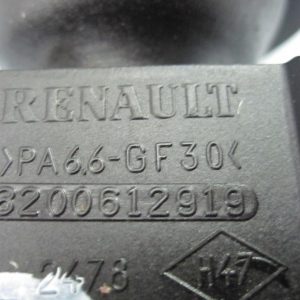 RENAULT
>PA6,6-GF30<
8200612919
2478 H47